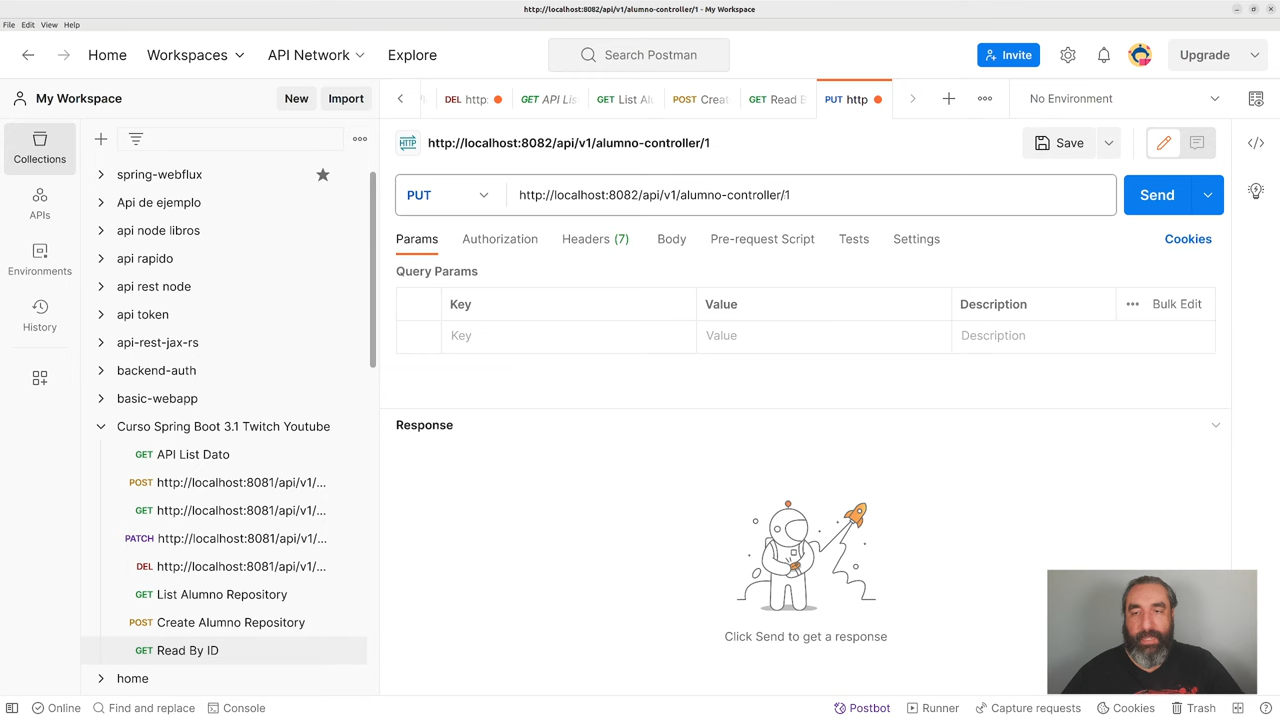 http://localhost:8082/api/v1/alumno-controller/1 - My Workspace
File Edit View Help
Home Workspaces API Network Explore Search Postman Invite Upgrade
My Workspace New Import
DEL http: GET API Lis GET List Al POST Creat GET Read B PUT http No Environment
Collections
APIs
Environments
History
spring-webflux
Api de ejemplo
api node libros
api rapido
api rest node
api token
api-rest-jax-rs
backend-auth
basic-webapp
Curso Spring Boot 3.1 Twitch Youtube
GET API List Dato
POST http://localhost:8081/api/v1/...
GET http://localhost:8081/api/v1/...
PATCH http://localhost:8081/api/v1/...
DEL http://localhost:8081/api/v1/...
GET List Alumno Repository
POST Create Alumno Repository
GET Read By ID
home
HTTP http://localhost:8082/api/v1/alumno-controller/1 Save
PUT http://localhost:8082/api/v1/alumno-controller/1 Send
Params Authorization Headers (7) Body Pre-request Script Tests Settings Cookies
Query Params
Key Value Description Bulk Edit
Key Value Description
Response
Click Send to get a response
Online Find and replace Console Postbot Runner Capture requests Cookies Trash